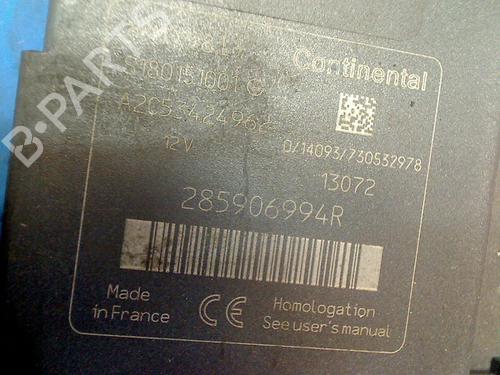 Continental
S180151001
A2C53424962
12V
0/14093/730532978
13072
285906994R
Made
in France
CE
Homologation
See user's manual
B-PARTS